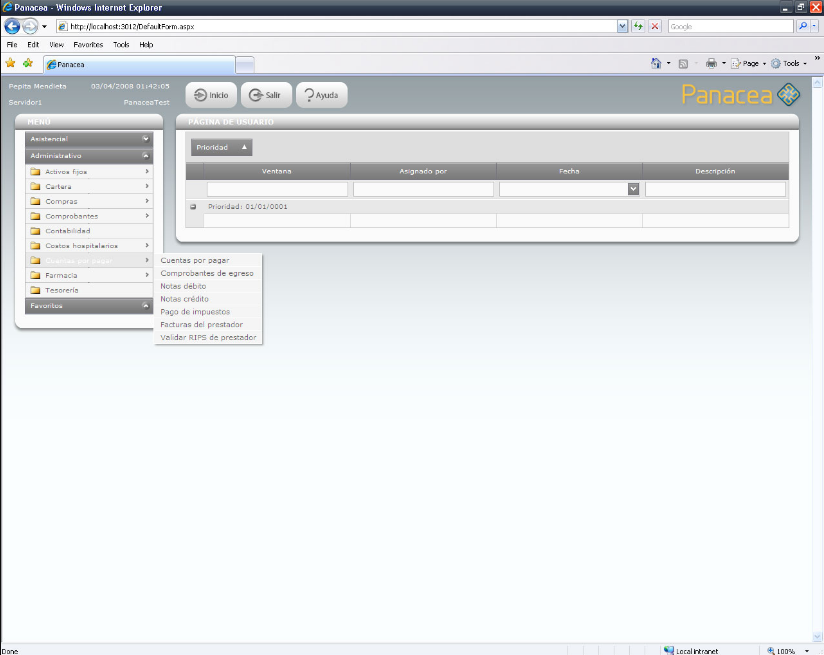 Panacea - Windows Internet Explorer
http://localhost:3012/DefaultForm.aspx
Google
File Edit View Favorites Tools Help
Panacea
Page Tools
Pepita Mendieta 03/04/2008 01:42:05
Servidor1 PanaceaTest
Inicio Salir Ayuda
Panacea
MENÚ
Asistencial
Administrativo
Activos fijos
Cartera
Compras
Comprobantes
Contabilidad
Costos hospitalarios
Cuentas por pagar
Farmacia
Tesorería
Favoritos
Cuentas por pagar
Comprobantes de egreso
Notas débito
Notas crédito
Pago de impuestos
Facturas del prestador
Validar RIPS de prestador
PÁGINA DE USUARIO
Prioridad
Ventana Asignado por Fecha Descripción
Prioridad: 01/01/0001
Done Local intranet 100%